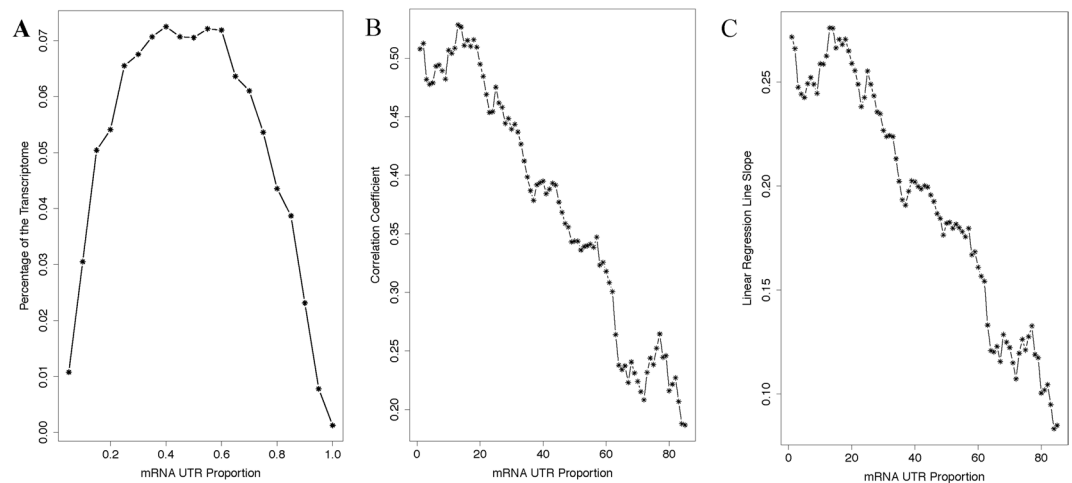 A
Percentage of the Transcriptome
0.07
0.06
0.05
0.04
0.03
0.02
0.01
0.00
0.2 0.4 0.6 0.8 1.0
mRNA UTR Proportion
B
Correlation Coefficient
0.50
0.45
0.40
0.35
0.30
0.25
0.20
0 20 40 60 80
mRNA UTR Proportion
C
Linear Regression Line Slope
0.25
0.20
0.15
0.10
0 20 40 60 80
mRNA UTR Proportion